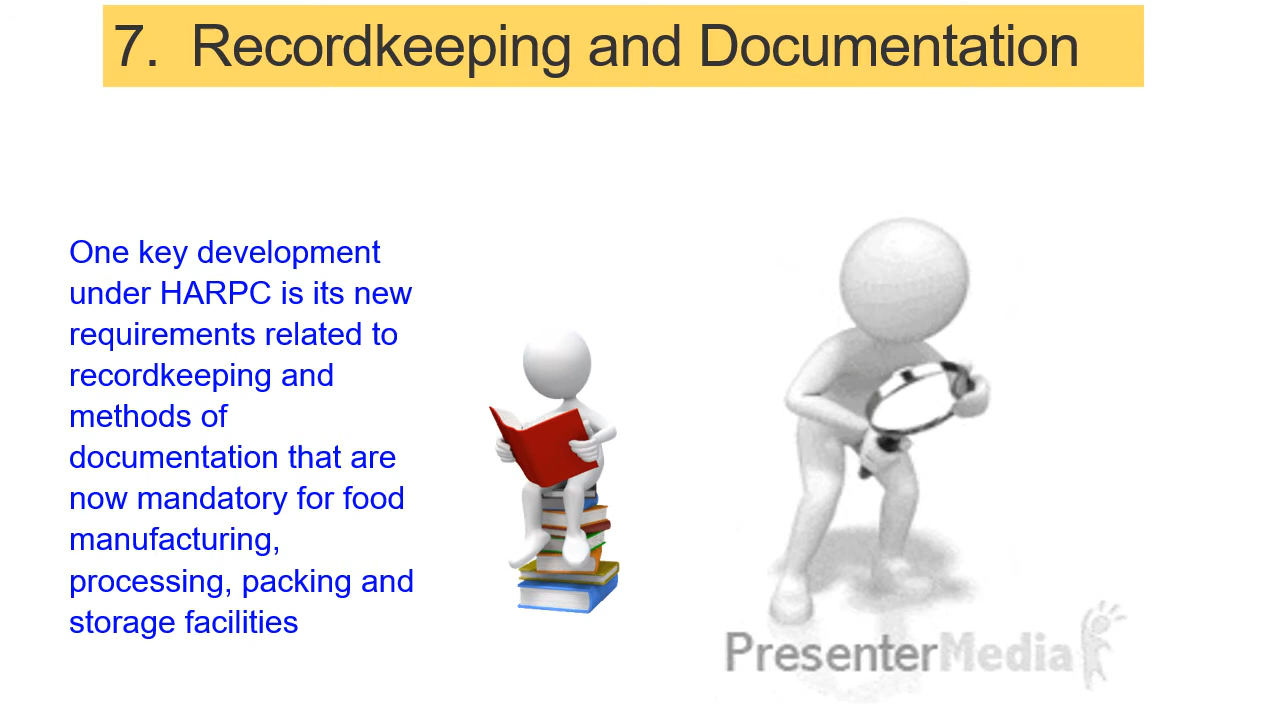 7. Recordkeeping and Documentation
One key development
under HARPC is its new
requirements related to
recordkeeping and
methods of
documentation that are
now mandatory for food
manufacturing,
processing, packing and
storage facilities
PresenterMedia